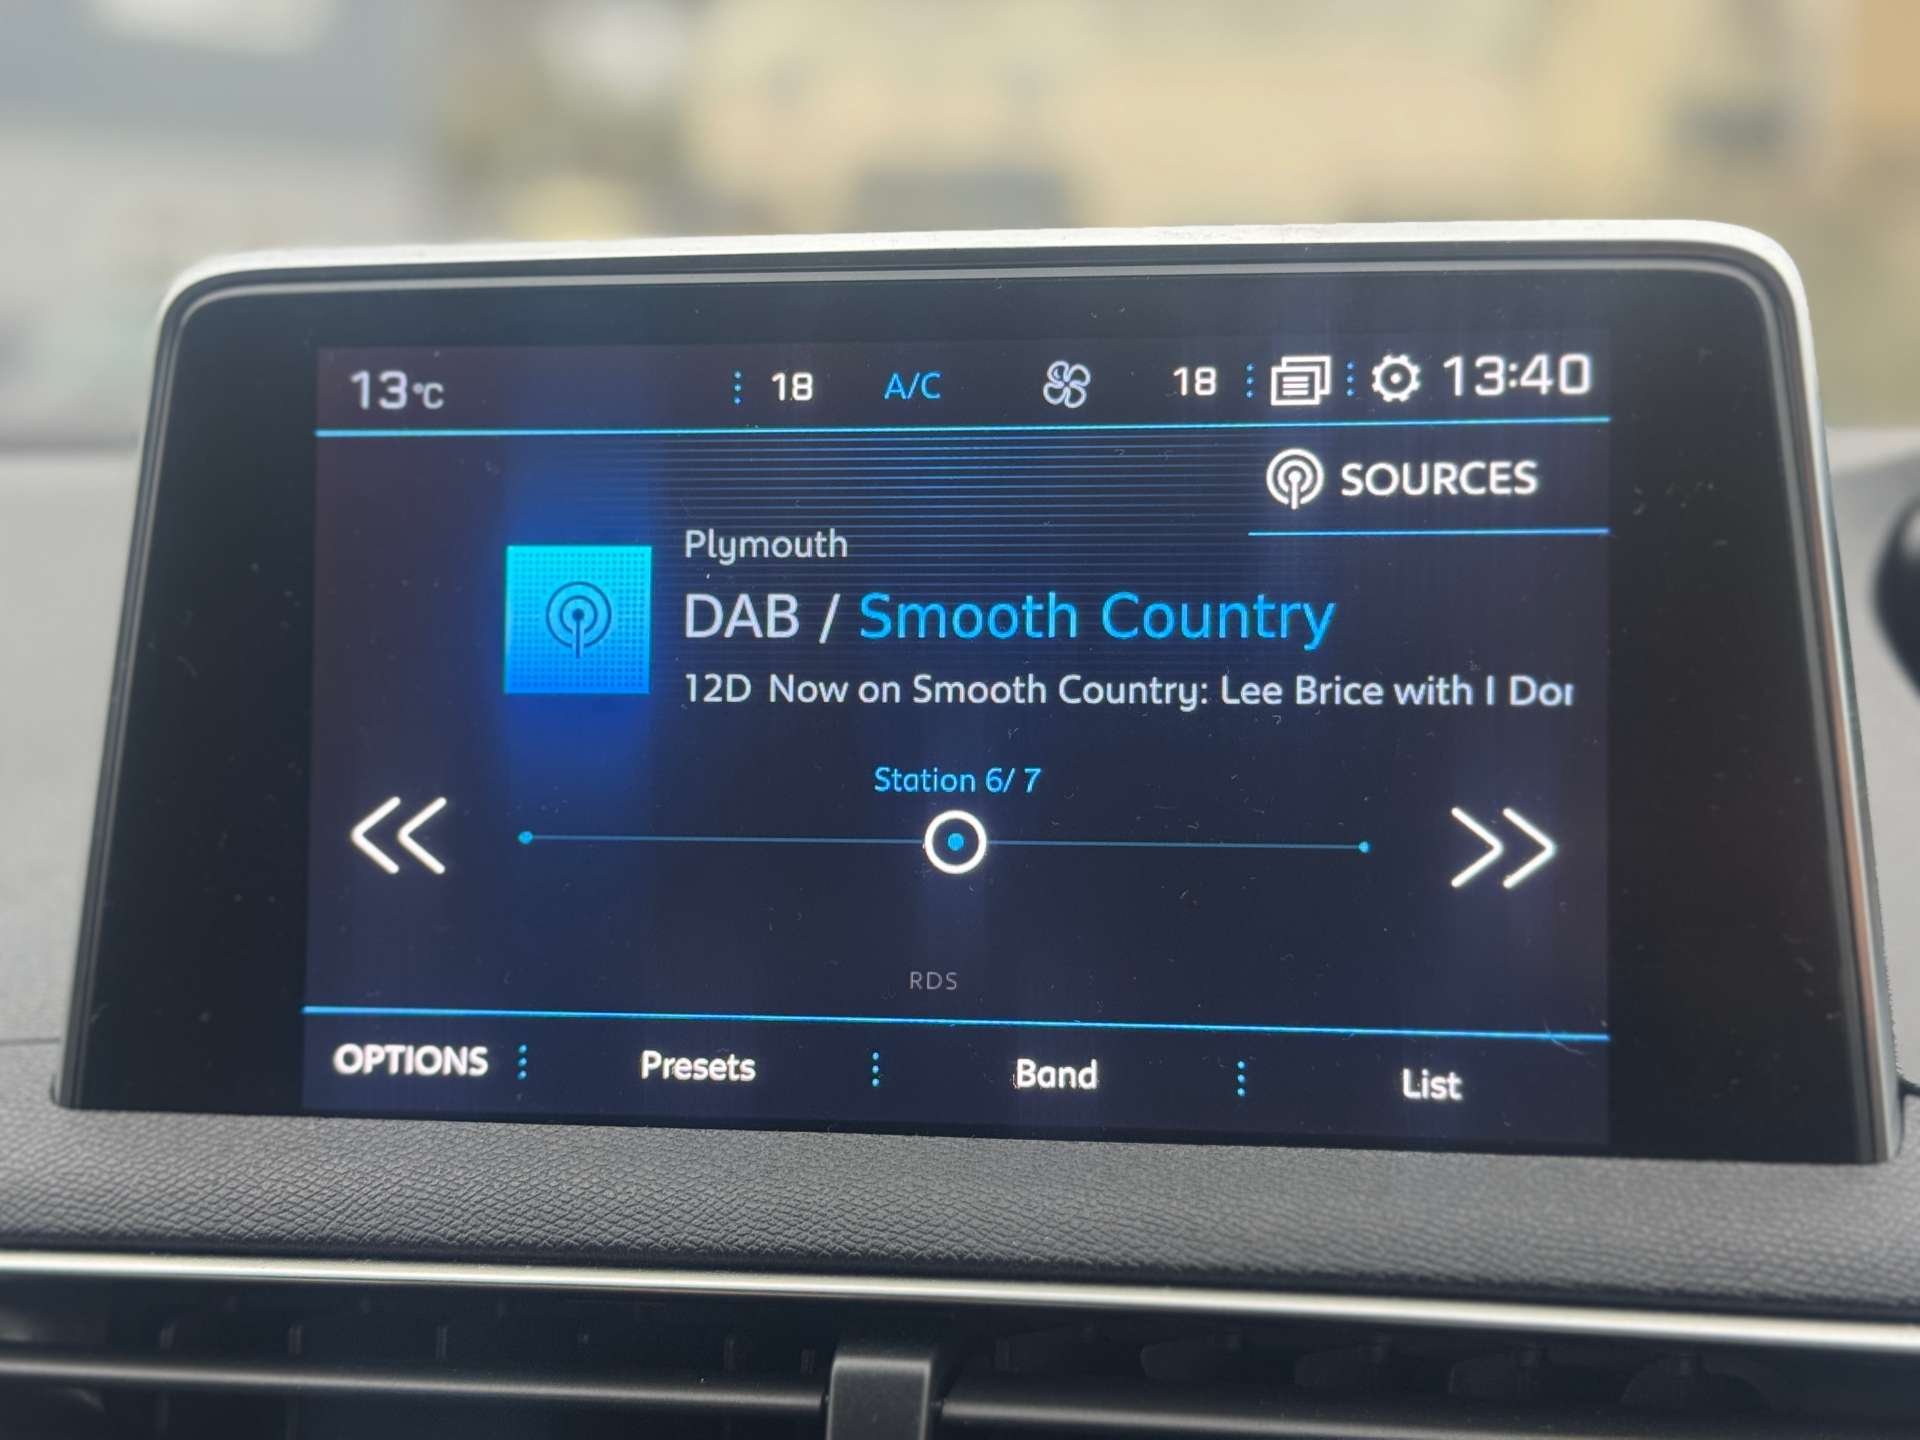 13°C 18 A/C 18 13:40
SOURCES
Plymouth
DAB / Smooth Country
12D Now on Smooth Country: Lee Brice with I Don
Station 6/ 7
RDS
OPTIONS Presets Band List